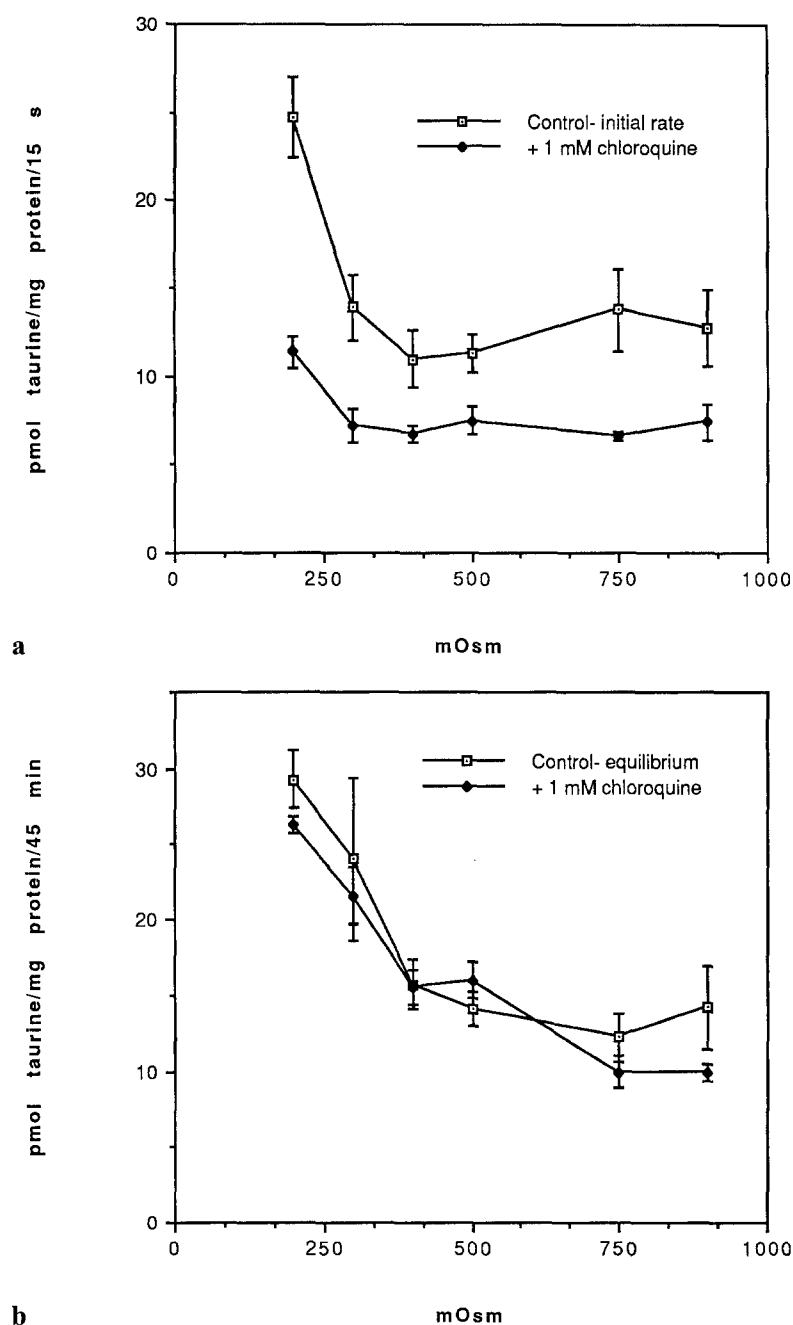 30
20
10
0
pmol taurine/mg protein/15 s
Control- initial rate
+ 1 mM chloroquine
0
250
500
750
1000
a
mOsm
30
20
10
0
pmol taurine/mg protein/45 min
Control- equilibrium
+ 1 mM chloroquine
0
250
500
750
1000
b
mOsm